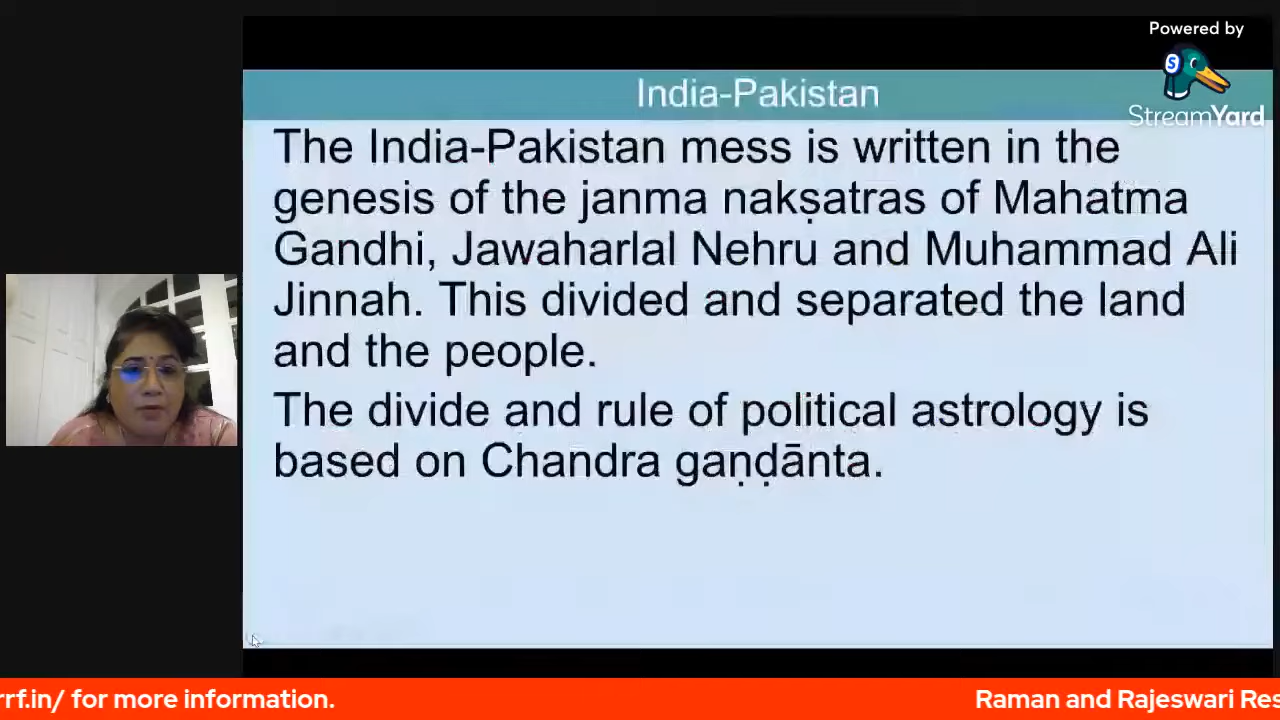 Powered by
StreamYard
India-Pakistan
The India-Pakistan mess is written in the
genesis of the janma nakṣatras of Mahatma
Gandhi, Jawaharlal Nehru and Muhammad Ali
Jinnah. This divided and separated the land
and the people.
The divide and rule of political astrology is
based on Chandra gaṇḍānta.
rrf.in/ for more information.
Raman and Rajeswari Res